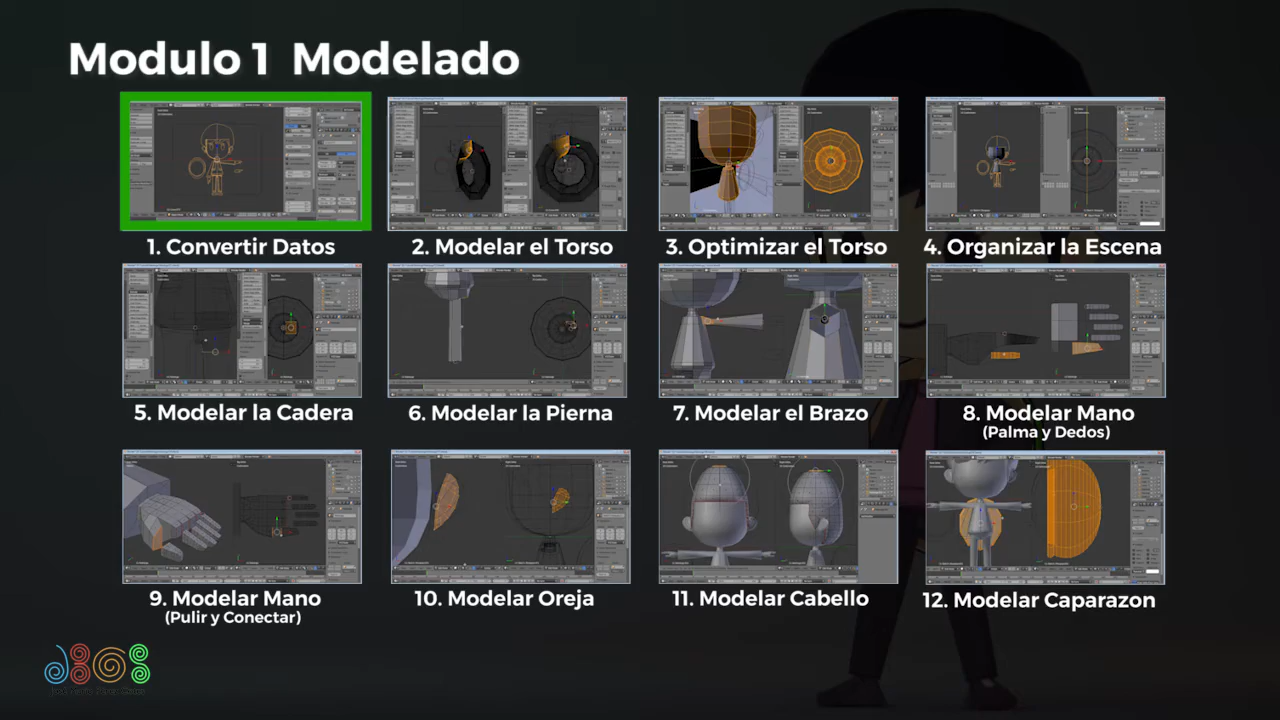 Modulo 1 Modelado
1. Convertir Datos
2. Modelar el Torso
3. Optimizar el Torso
4. Organizar la Escena
5. Modelar la Cadera
6. Modelar la Pierna
7. Modelar el Brazo
8. Modelar Mano
(Palma y Dedos)
9. Modelar Mano
(Pulir y Conectar)
10. Modelar Oreja
11. Modelar Cabello
12. Modelar Caparazon